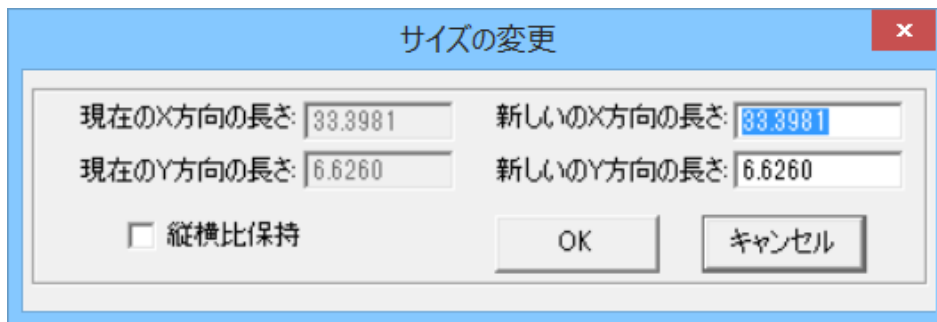 サイズの変更
現在のX方向の長さ: 33.3981 新しいのX方向の長さ: 33.3981
現在のY方向の長さ: 6.6260 新しいのY方向の長さ: 6.6260
縦横比保持 OK キャンセル